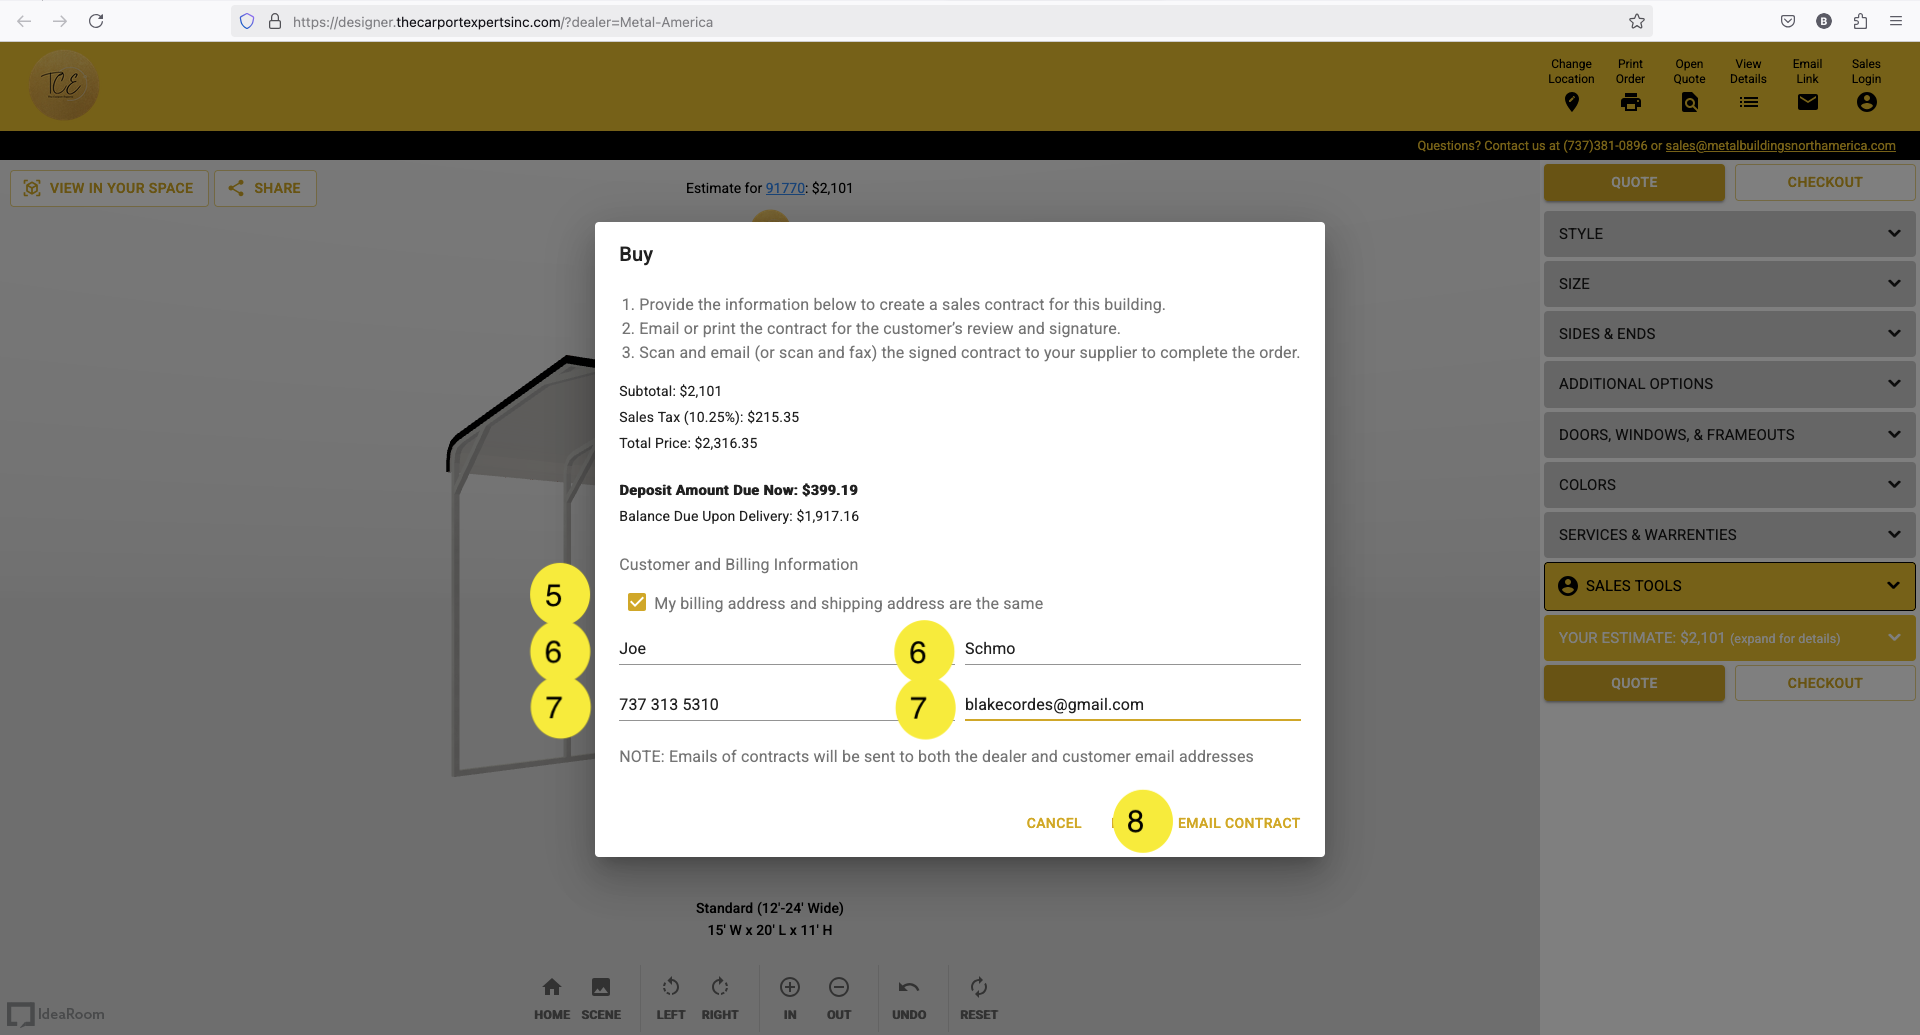 https://designer.thecarportexpertsinc.com/?dealer=Metal-America
B
TCE
Change Location
Print Order
Open Quote
View Details
Email Link
Sales Login
Questions? Contact us at (737)381-0896 or sales@metalbuildingsnorthamerica.com
VIEW IN YOUR SPACE
SHARE
Estimate for 91770: $2,101
QUOTE
CHECKOUT
STYLE
SIZE
SIDES & ENDS
ADDITIONAL OPTIONS
DOORS, WINDOWS, & FRAMEOUTS
COLORS
SERVICES & WARRENTIES
SALES TOOLS
YOUR ESTIMATE: $2,101 (expand for details)
QUOTE
CHECKOUT
Buy
1. Provide the information below to create a sales contract for this building.
2. Email or print the contract for the customer’s review and signature.
3. Scan and email (or scan and fax) the signed contract to your supplier to complete the order.
Subtotal: $2,101
Sales Tax (10.25%): $215.35
Total Price: $2,316.35
Deposit Amount Due Now: $399.19
Balance Due Upon Delivery: $1,917.16
Customer and Billing Information
5
My billing address and shipping address are the same
6
Joe
6
Schmo
7
737 313 5310
7
blakecordes@gmail.com
NOTE: Emails of contracts will be sent to both the dealer and customer email addresses
CANCEL
8
EMAIL CONTRACT
Standard (12'-24' Wide)
15' W x 20' L x 11' H
HOME
SCENE
LEFT
RIGHT
IN
OUT
UNDO
RESET
IdeaRoom